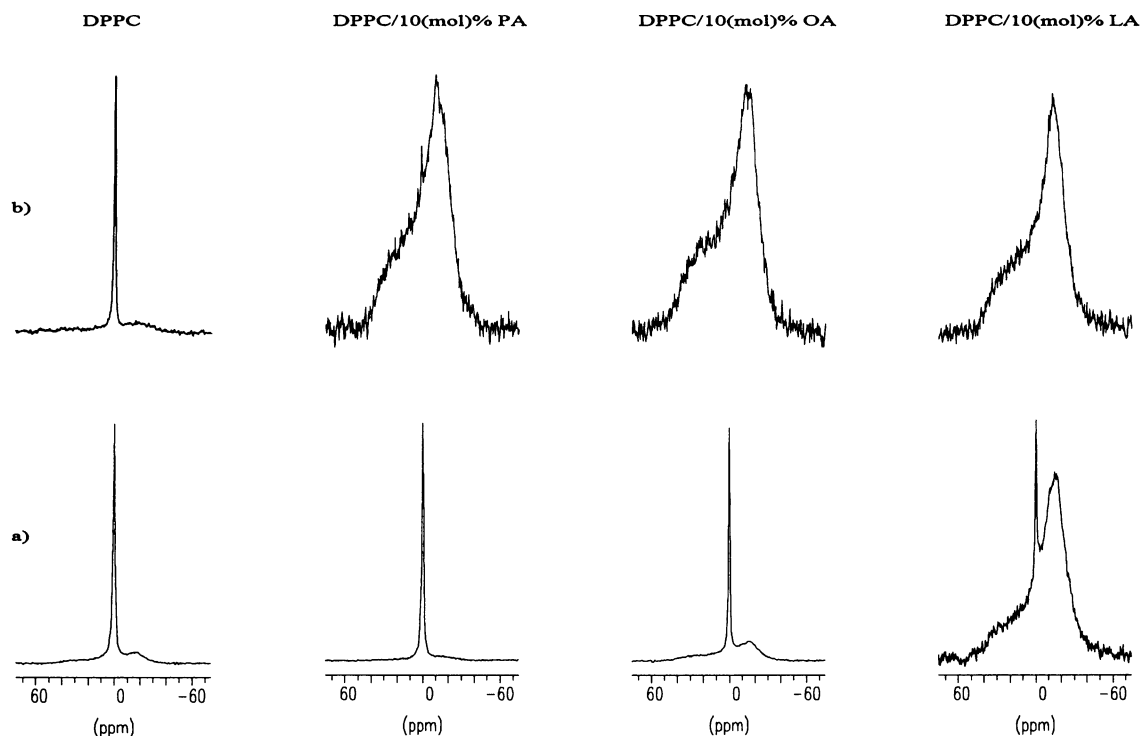 DPPC DPPC/10(mol)% PA DPPC/10(mol)% OA DPPC/10(mol)% LA
b)
a)
60 0 -60 60 0 -60 60 0 -60 60 0 -60
(ppm) (ppm) (ppm) (ppm)